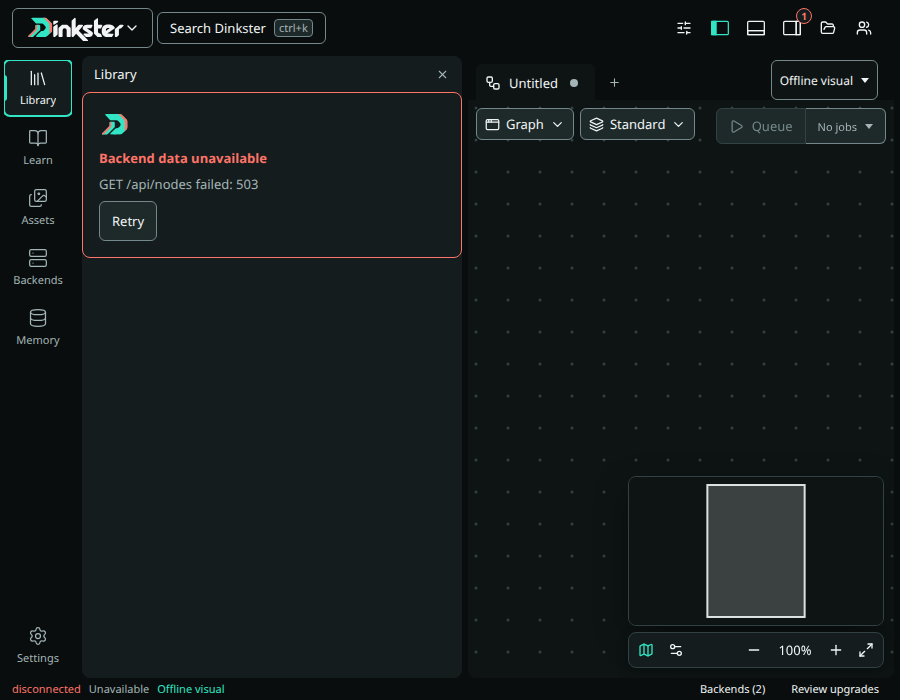 Dinkster
Search Dinkster ctrl+k
1
Library
Learn
Assets
Backends
Memory
Settings
Library
Backend data unavailable
GET /api/nodes failed: 503
Retry
Untitled
Offline visual
Graph
Standard
Queue
No jobs
100%
disconnected Unavailable Offline visual
Backends (2) Review upgrades